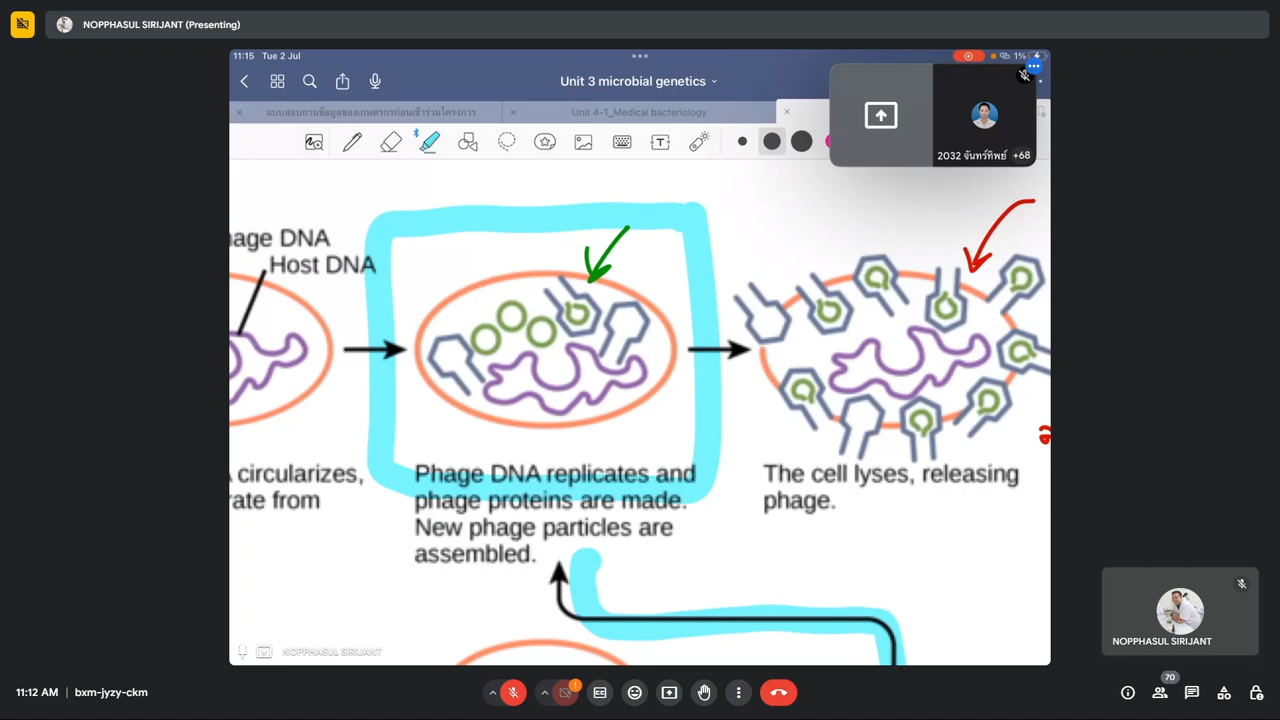 NOPPHASUL SIRIJANT (Presenting)
11:15 Tue 2 Jul
1%
Unit 3 microbial genetics
แบบสอบถามข้อมูลของเกษตรกรก่อนเข้าร่วมโครงการ
Unit 4-1_Medical bacteriology
2032 จันทร์ทิพย์ +68
hage DNA
Host DNA
circularizes,
rate from
Phage DNA replicates and
phage proteins are made.
New phage particles are
assembled.
The cell lyses, releasing
phage.
NOPPHASUL SIRIJANT
NOPPHASUL SIRIJANT
11:12 AM bxm-jyzy-ckm
70